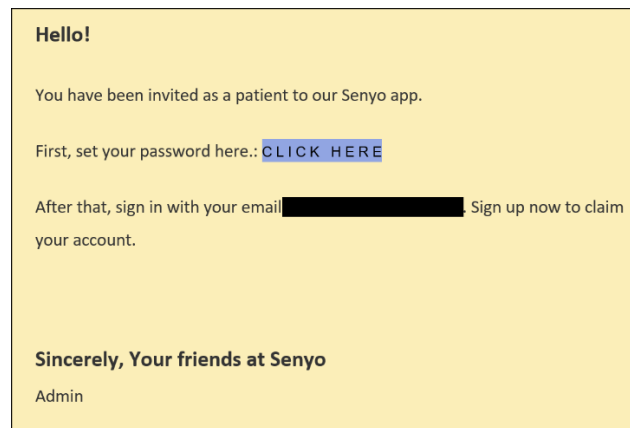 Hello!
You have been invited as a patient to our Senyo app.
First, set your password here.: CLICK HERE
After that, sign in with your email. Sign up now to claim
your account.
Sincerely, Your friends at Senyo
Admin